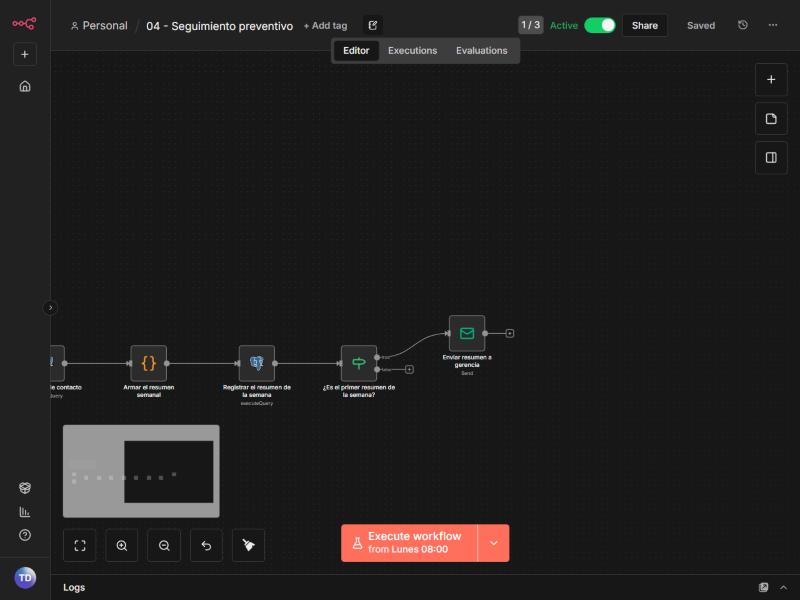 Personal / 04 - Seguimiento preventivo + Add tag
1 / 3 Active Share Saved
Editor Executions Evaluations
de contacto
Armar el resumen
semanal
Registrar el resumen de
la semana
executeQuery
¿Es el primer resumen de
la semana?
true
false
Enviar resumen a
gerencia
Send
Execute workflow
from Lunes 08:00
TD
Logs